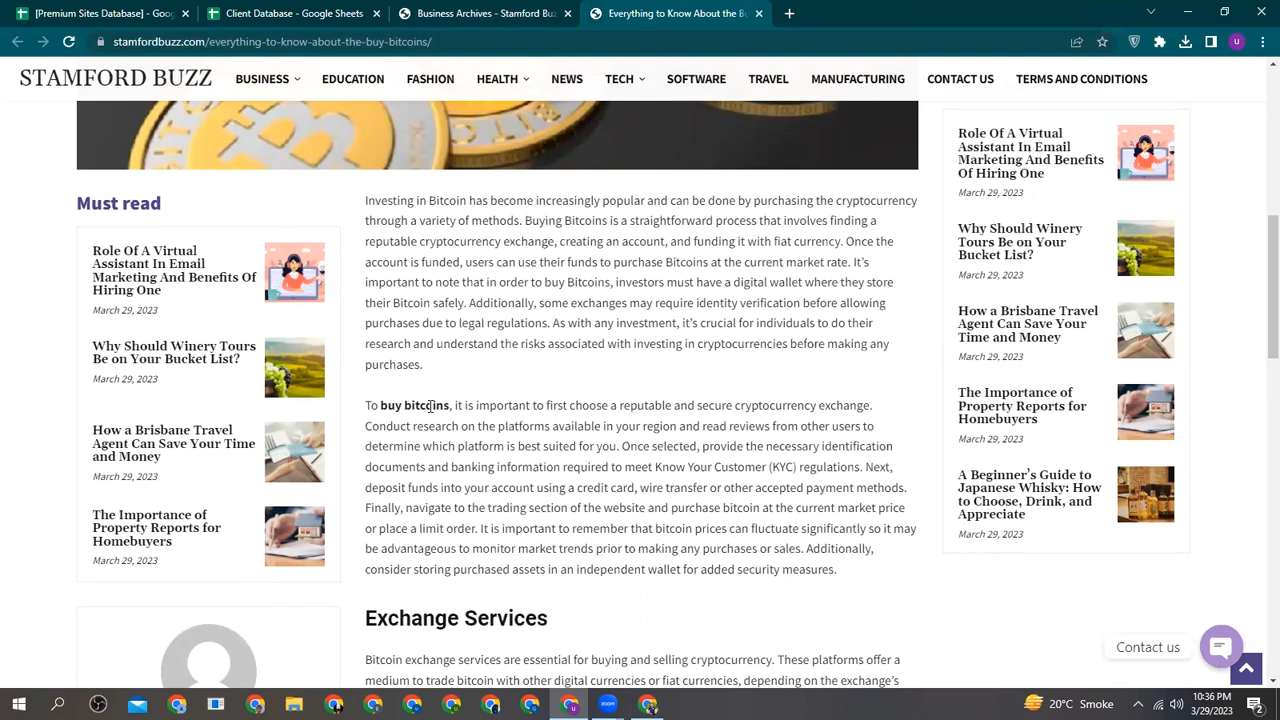 Client Database - Google Sheets
Client Database - Google Sheets
Business Archives - Stamford Buz
Everything to Know About the Bu
stamfordbuzz.com/everything-to-know-about-the-buy-bitcoins/
u
STAMFORD BUZZ
BUSINESS
EDUCATION
FASHION
HEALTH
NEWS
TECH
SOFTWARE
TRAVEL
MANUFACTURING
CONTACT US
TERMS AND CONDITIONS
Must read
Role Of A Virtual
Assistant In Email
Marketing And Benefits Of
Hiring One
March 29, 2023
Why Should Winery Tours
Be on Your Bucket List?
March 29, 2023
How a Brisbane Travel
Agent Can Save Your Time
and Money
March 29, 2023
The Importance of
Property Reports for
Homebuyers
March 29, 2023
Investing in Bitcoin has become increasingly popular and can be done by purchasing the cryptocurrency
through a variety of methods. Buying Bitcoins is a straightforward process that involves finding a
reputable cryptocurrency exchange, creating an account, and funding it with fiat currency. Once the
account is funded, users can use their funds to purchase Bitcoins at the current market rate. It's
important to note that in order to buy Bitcoins, investors must have a digital wallet where they store
their Bitcoin safely. Additionally, some exchanges may require identity verification before allowing
purchases due to legal regulations. As with any investment, it's crucial for individuals to do their
research and understand the risks associated with investing in cryptocurrencies before making any
purchases.
To buy bitcoins, it is important to first choose a reputable and secure cryptocurrency exchange.
Conduct research on the platforms available in your region and read reviews from other users to
determine which platform is best suited for you. Once selected, provide the necessary identification
documents and banking information required to meet Know Your Customer (KYC) regulations. Next,
deposit funds into your account using a credit card, wire transfer or other accepted payment methods.
Finally, navigate to the trading section of the website and purchase bitcoin at the current market price
or place a limit order. It is important to remember that bitcoin prices can fluctuate significantly so it may
be advantageous to monitor market trends prior to making any purchases or sales. Additionally,
consider storing purchased assets in an independent wallet for added security measures.
Exchange Services
Bitcoin exchange services are essential for buying and selling cryptocurrency. These platforms offer a
medium to trade bitcoin with other digital currencies or fiat currencies, depending on the exchange's
Role Of A Virtual
Assistant In Email
Marketing And Benefits
Of Hiring One
March 29, 2023
Why Should Winery
Tours Be on Your
Bucket List?
March 29, 2023
How a Brisbane Travel
Agent Can Save Your
Time and Money
March 29, 2023
The Importance of
Property Reports for
Homebuyers
March 29, 2023
A Beginner's Guide to
Japanese Whisky: How
to Choose, Drink, and
Appreciate
March 29, 2023
Contact us
20°C Smoke
10:36 PM
3/29/2023